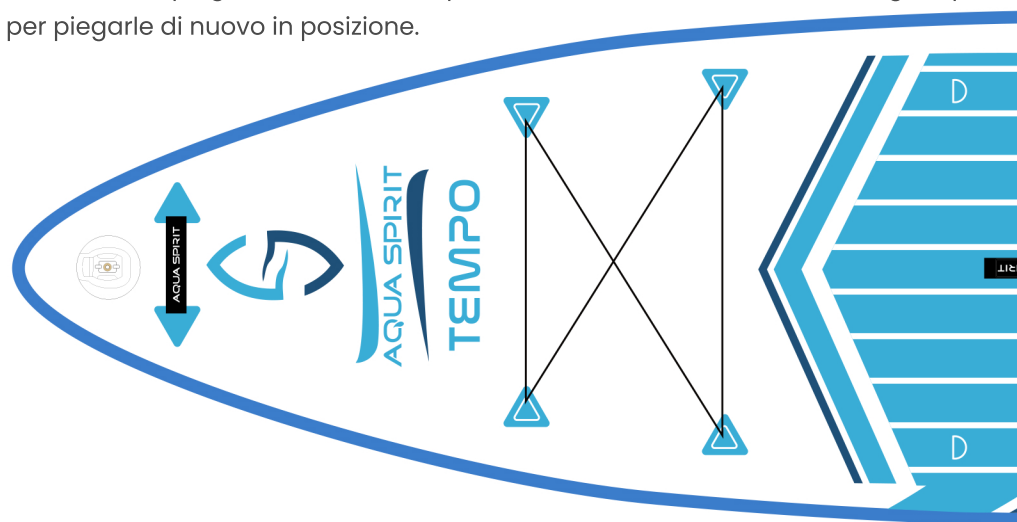 per piegarle di nuovo in posizione.
AQUA SPIRIT
AQUA SPIRIT
TEMPO
D
D